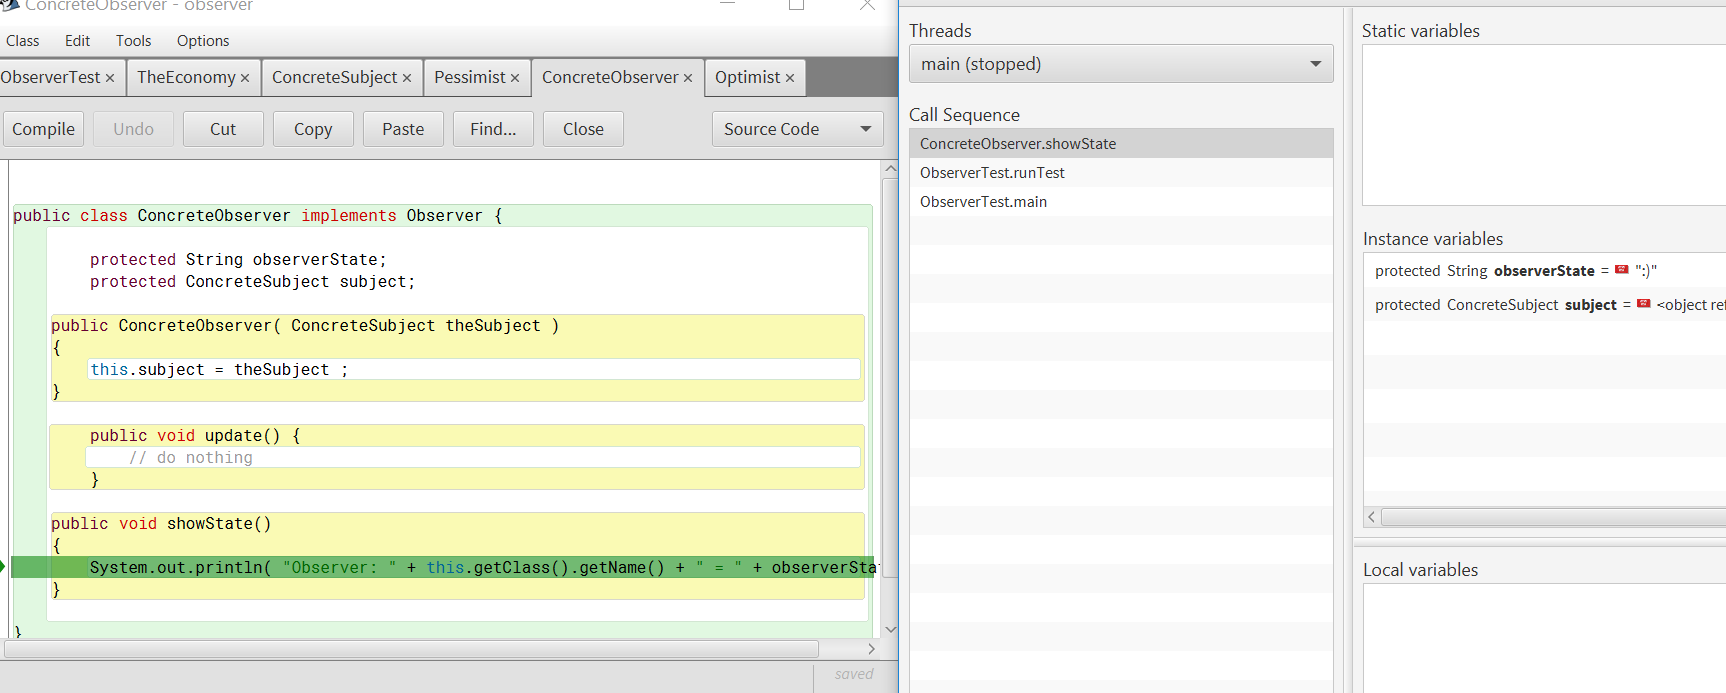 ConcreteObserver - observer
Class Edit Tools Options
ObserverTest × TheEconomy × ConcreteSubject × Pessimist × ConcreteObserver × Optimist ×
Compile Undo Cut Copy Paste Find... Close Source Code
public class ConcreteObserver implements Observer {
protected String observerState;
protected ConcreteSubject subject;
public ConcreteObserver( ConcreteSubject theSubject )
{
this.subject = theSubject ;
}
public void update() {
// do nothing
}
public void showState()
{
System.out.println( "Observer: " + this.getClass().getName() + " = " + observerSta
}
}
saved
Threads
main (stopped)
Call Sequence
ConcreteObserver.showState
ObserverTest.runTest
ObserverTest.main
Static variables
Instance variables
protected String observerState = ":)"
protected ConcreteSubject subject = <object ref
Local variables